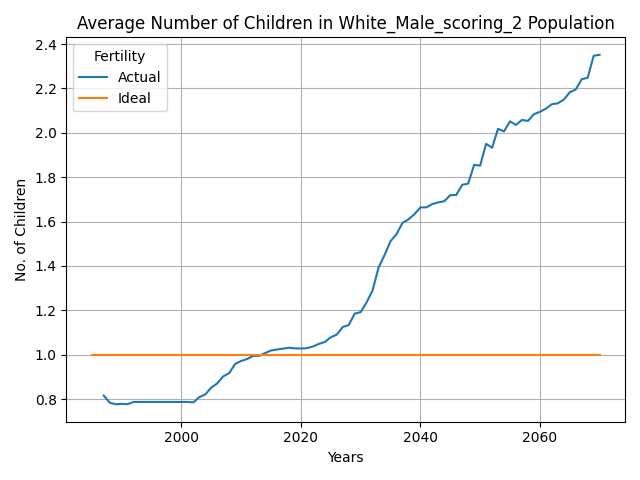 Average Number of Children in White_Male_scoring_2 Population
Fertility
Actual
Ideal
No. of Children
2.4
2.2
2.0
1.8
1.6
1.4
1.2
1.0
0.8
2000 2020 2040 2060
Years